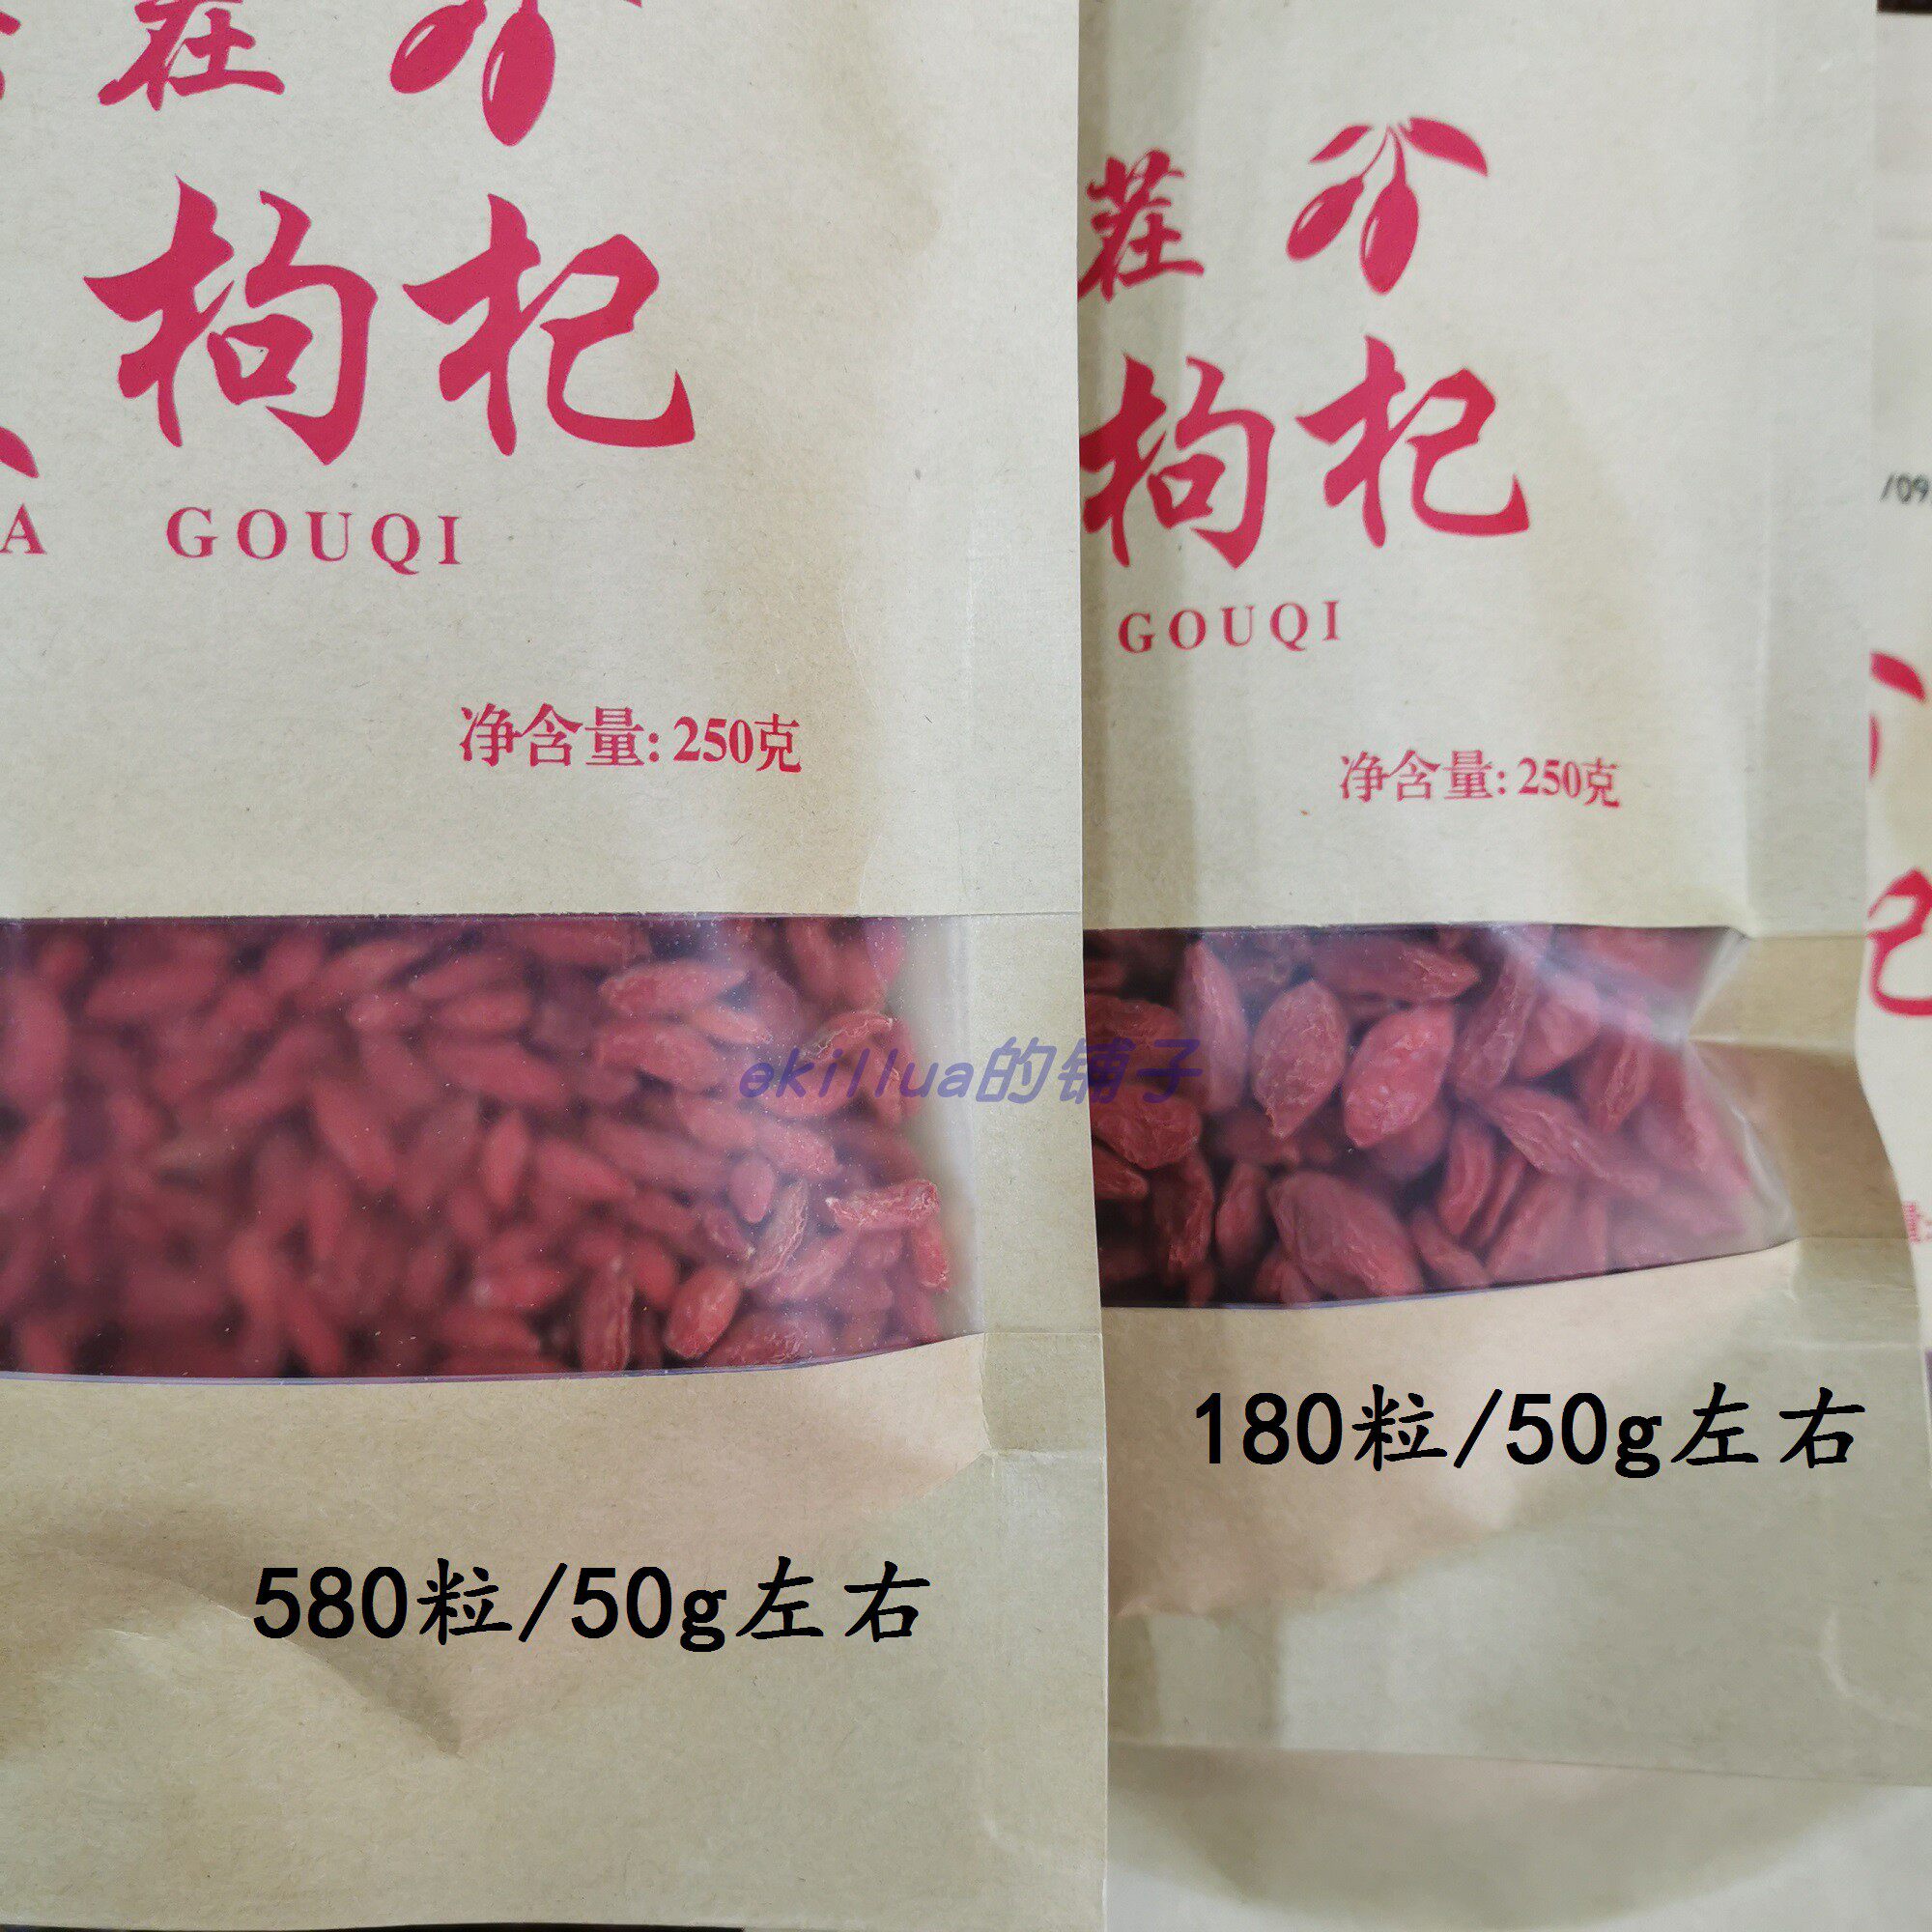 茬
枸杞
A GOUQI
净含量:250克
580粒/50g左右
茬
枸杞
GOUQI
净含量:250克
180粒/50g左右
ekillua的铺子
/09